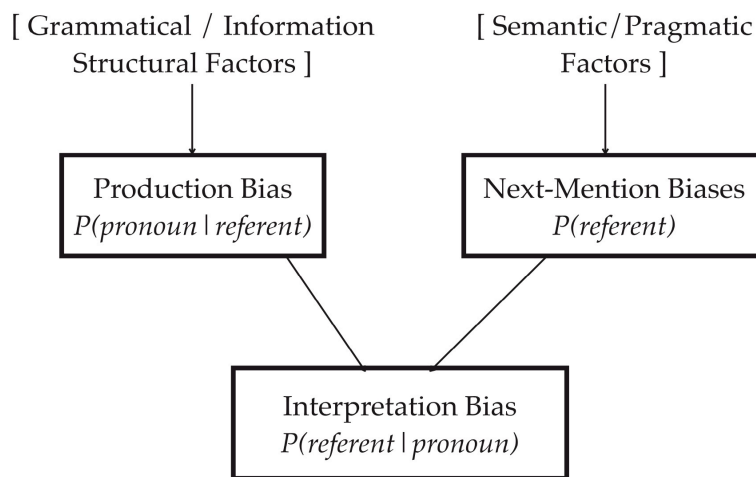 [ Grammatical / Information
Structural Factors ]
[ Semantic/Pragmatic
Factors ]
Production Bias
P(pronoun|referent)
Next-Mention Biases
P(referent)
Interpretation Bias
P(referent|pronoun)